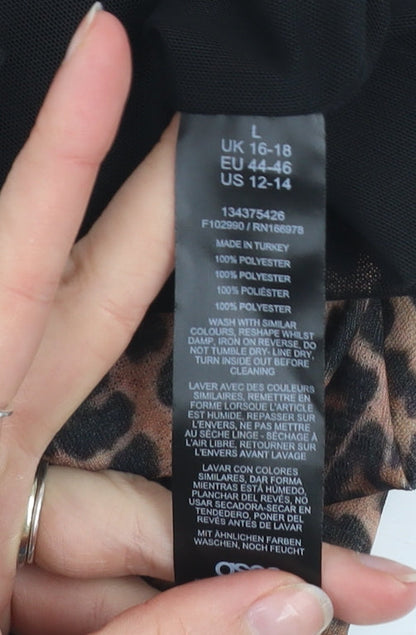 L
UK 16-18
EU 44-46
US 12-14
134375426
F102990 / RN166978
MADE IN TURKEY
100% POLYESTER
100% POLYESTER
100% POLIÉSTER
100% POLYESTER
WASH WITH SIMILAR
COLOURS, RESHAPE WHILST
DAMP, IRON ON REVERSE, DO
NOT TUMBLE DRY- LINE DRY,
TURN INSIDE OUT BEFORE
CLEANING
LAVER AVEC DES COULEURS
SIMILAIRES, REMETTRE EN
FORME LORSQUE L'ARTICLE
EST HUMIDE, REPASSER SUR
L'ENVERS, NE PAS METTRE
AU SÈCHE LINGE - SÉCHAGE À
L'AIR LIBRE, RETOURNER SUR
L'ENVERS AVANT LAVAGE
LAVAR CON COLORES
SIMILARES, DAR FORMA
MIENTRAS ESTÁ HÚMEDO,
PLANCHAR DEL REVÉS, NO
USAR SECADORA-SECAR EN
TENDEDERO, PONER DEL
REVÉS ANTES DE LAVAR
MIT ÄHNLICHEN FARBEN
WASCHEN, NOCH FEUCHT
asos